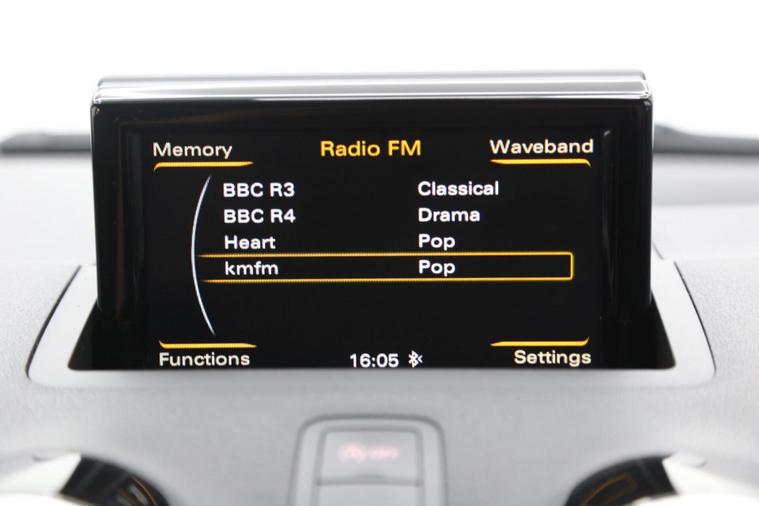 Memory Radio FM Waveband
BBC R3 Classical
BBC R4 Drama
Heart Pop
kmfm Pop
Functions 16:05 Settings